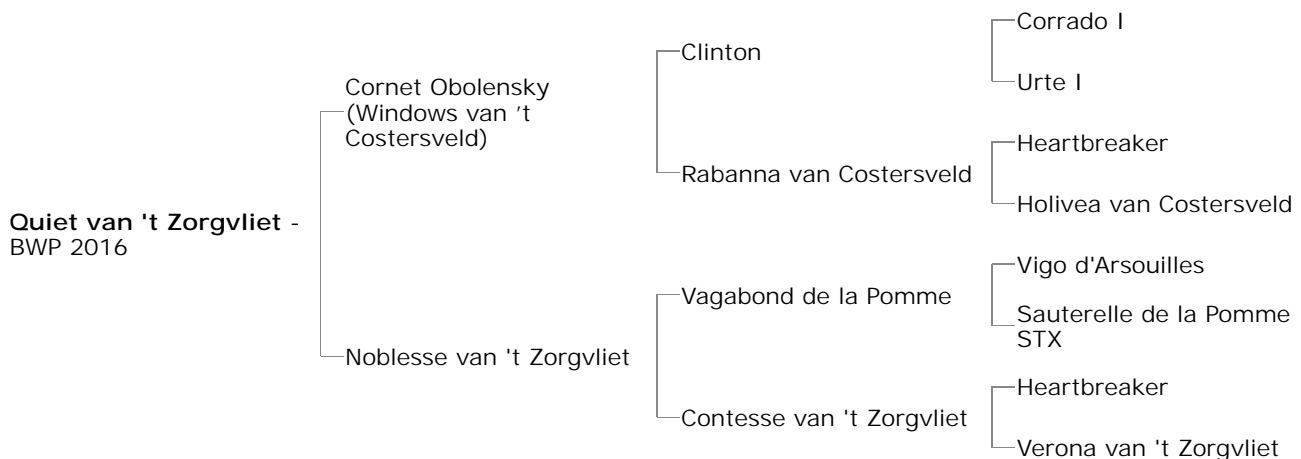 Quiet van 't Zorgvliet -
BWP 2016
Cornet Obolensky
(Windows van 't
Costersveld)
Clinton
Corrado I
Urte I
Rabanna van Costersveld
Heartbreaker
Holivea van Costersveld
Noblesse van 't Zorgvliet
Vagabond de la Pomme
Vigo d'Arsouilles
Sauterelle de la Pomme
STX
Contesse van 't Zorgvliet
Heartbreaker
Verona van 't Zorgvliet